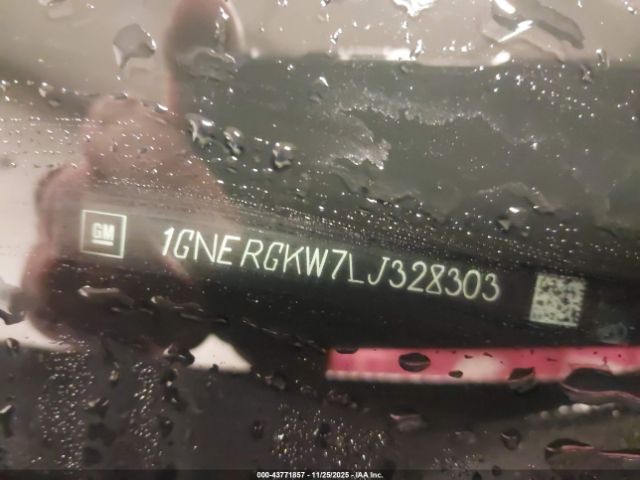 GM
1GNERGKW7LJ328303
000-43771857 - 11/25/2025 - IAA Inc.